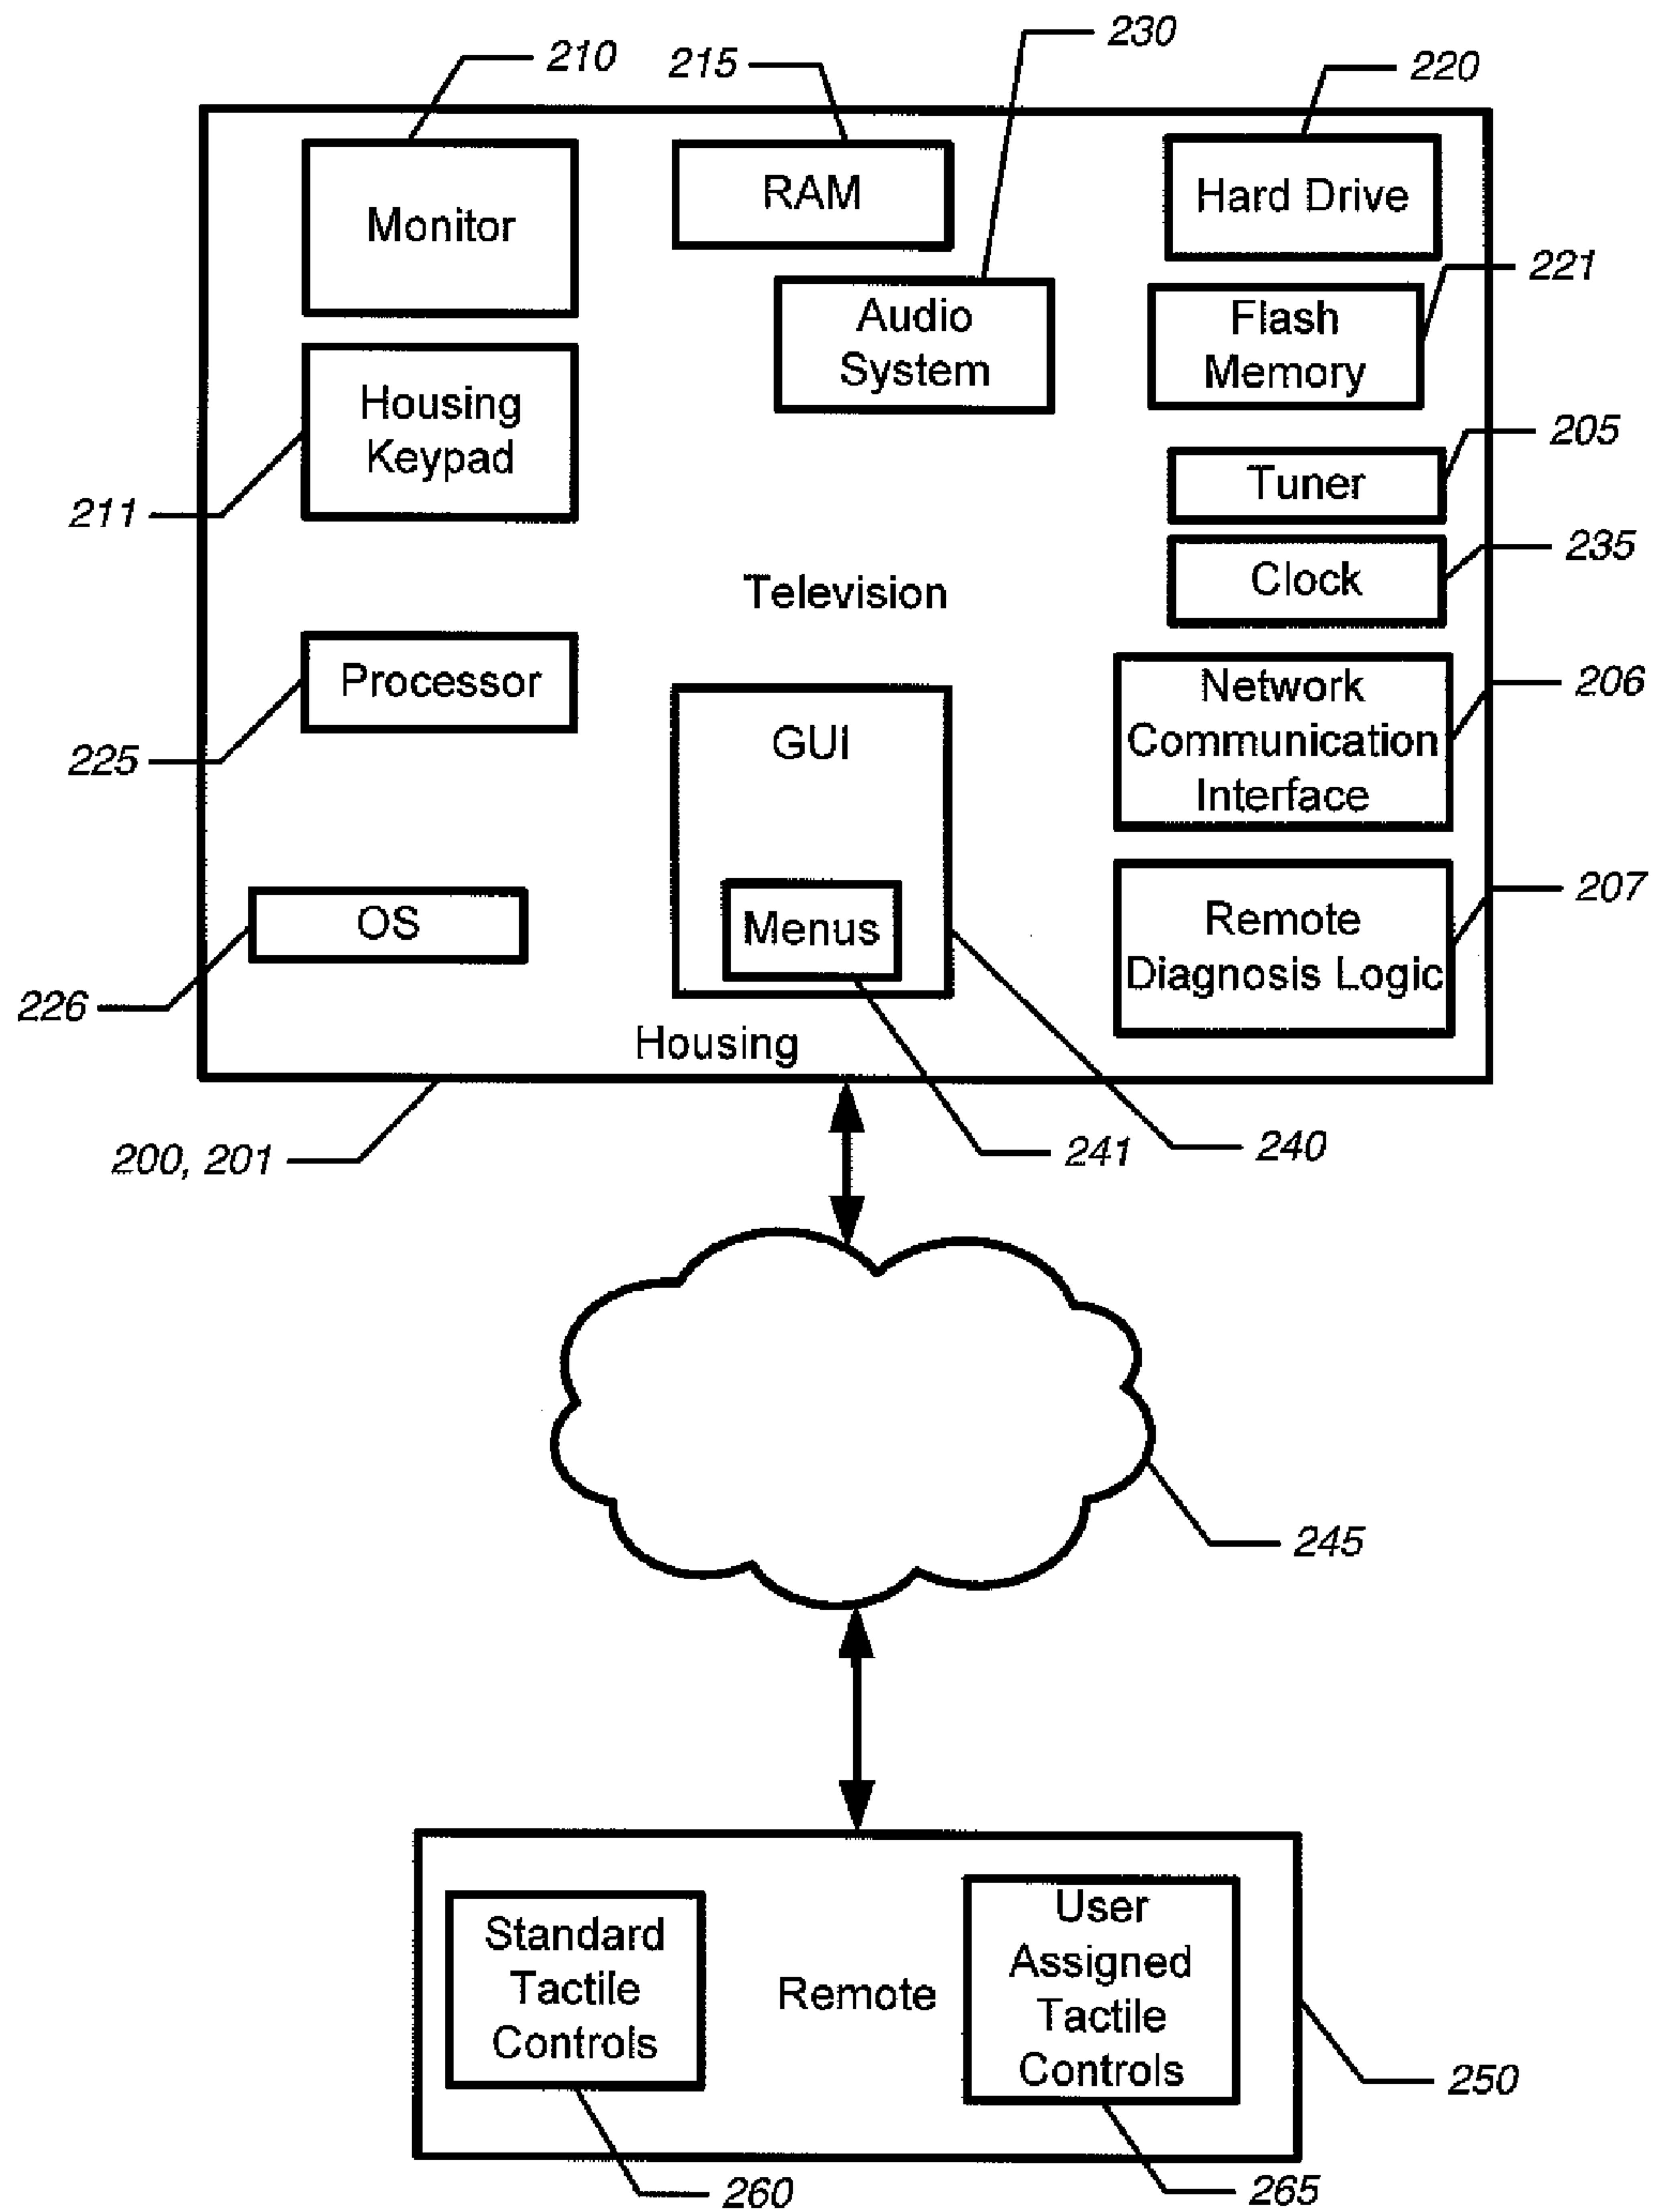 210
215
230
220
Monitor
RAM
Hard Drive
221
Audio
System
Flash
Memory
Housing
Keypad
205
Tuner
211
235
Clock
Television
Processor
206
Network
Communication
Interface
225
GUI
207
Remote
Diagnosis Logic
OS
Menus
226
Housing
200, 201
241
240
245
Standard
Tactile
Controls
Remote
User
Assigned
Tactile
Controls
250
260
265